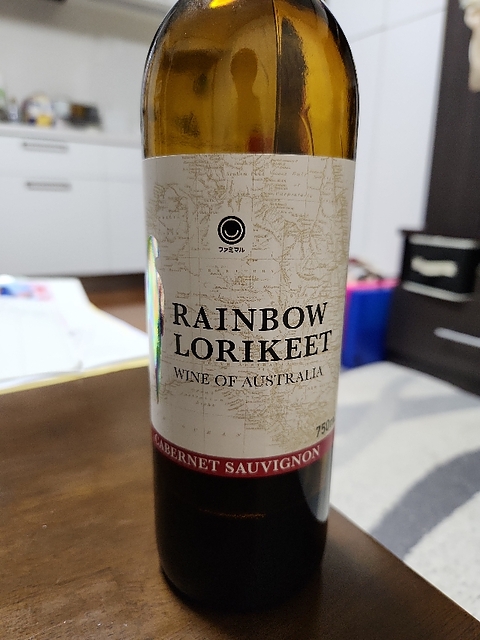 ファミマル
RAINBOW
LORIKEET
WINE OF AUSTRALIA
750
CABERNET SAUVIGNON